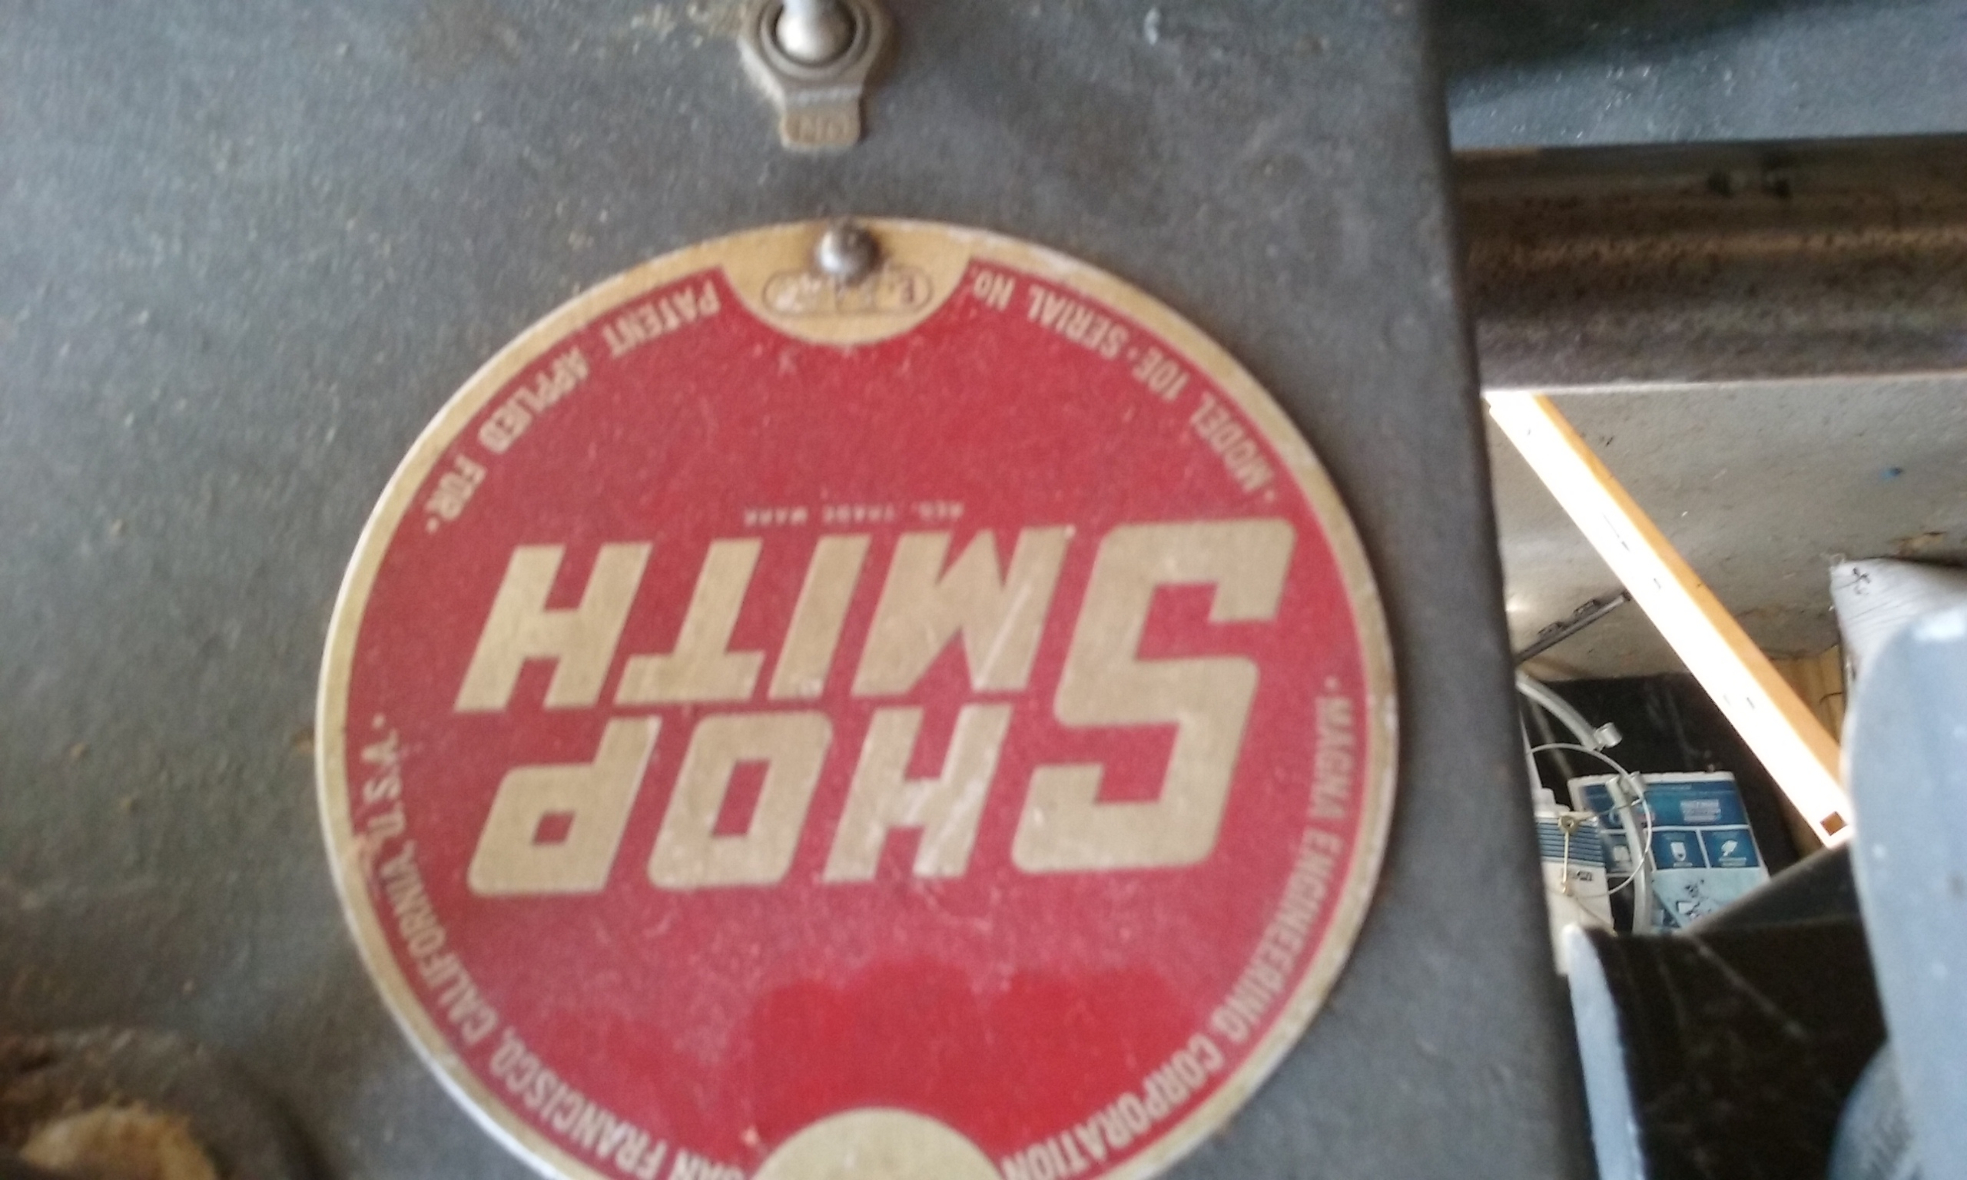 ON
SHOP
SMITH
REG. TRADE MARK
• MAGNA ENGINEERING CORPORATION
SAN FRANCISCO, CALIFORNIA, U.S.A. •
• MODEL 10E • SERIAL NO.
PATENT APPLIED FOR •